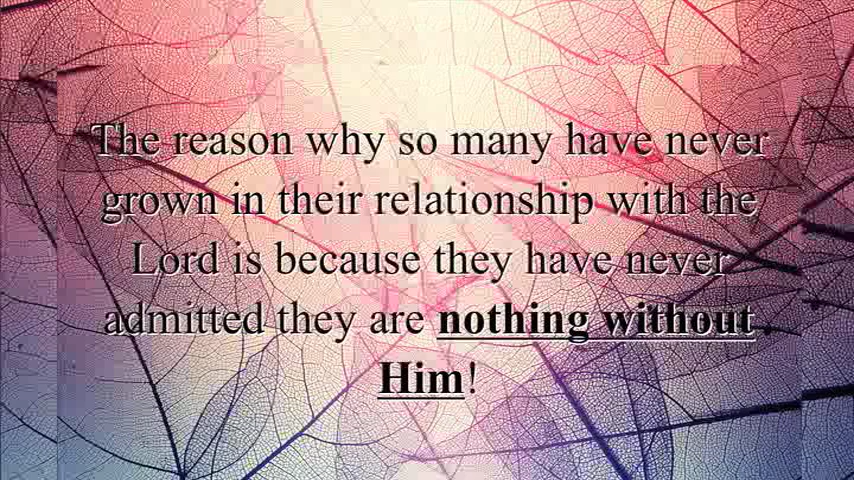 The reason why so many have never
grown in their relationship with the
Lord is because they have never
admitted they are nothing without
Him!